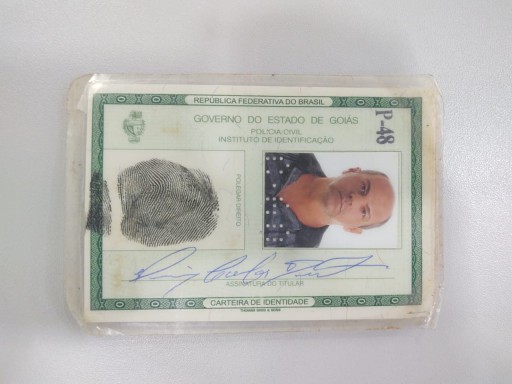 REPÚBLICA FEDERATIVA DO BRASIL
GOVERNO DO ESTADO DE GOIÁS
POLÍCIA CIVIL
INSTITUTO DE IDENTIFICAÇÃO
P-48
POLEGAR DIREITO
ASSINATURA DO TITULAR
CARTEIRA DE IDENTIDADE